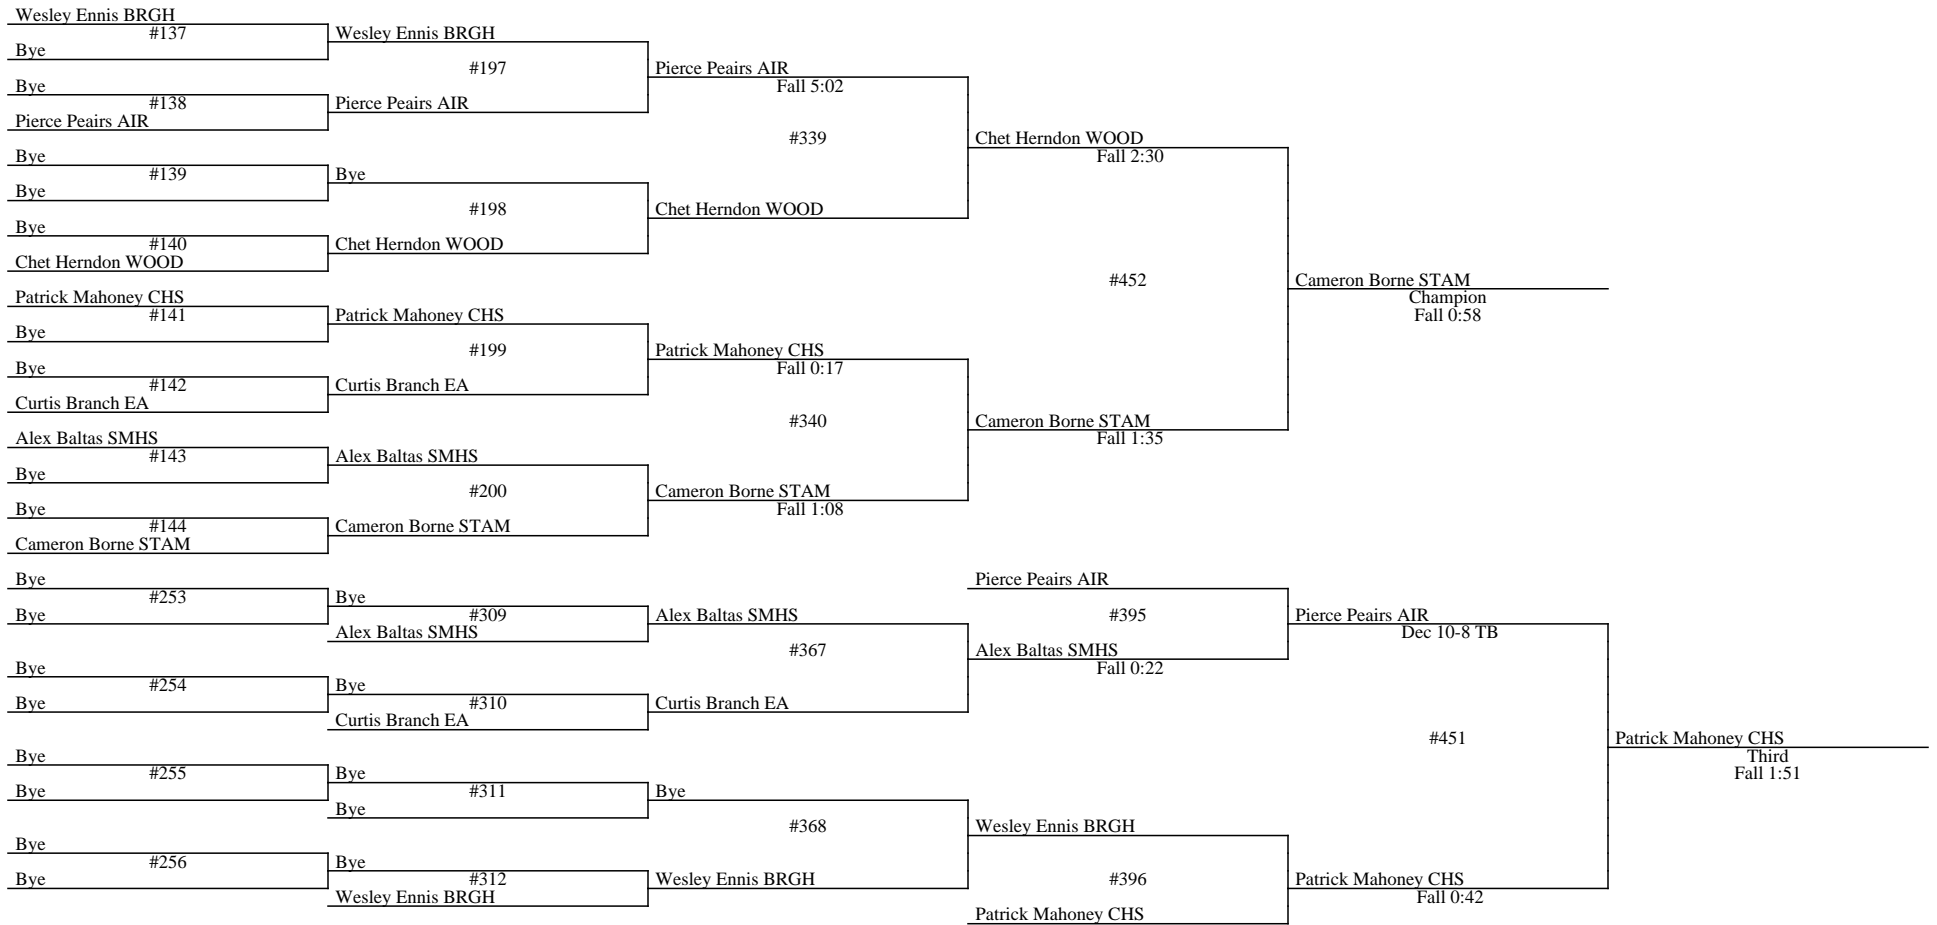 Wesley Ennis BRGH
#137
Bye
Wesley Ennis BRGH
#197
Bye
#138
Pierce Peairs AIR
Pierce Peairs AIR
Pierce Peairs AIR
Fall 5:02
#339
Bye
#139
Bye
Bye
#198
Bye
#140
Chet Herndon WOOD
Chet Herndon WOOD
Chet Herndon WOOD
Chet Herndon WOOD
Fall 2:30
#452
Patrick Mahoney CHS
#141
Bye
Patrick Mahoney CHS
#199
Bye
#142
Curtis Branch EA
Curtis Branch EA
Patrick Mahoney CHS
Fall 0:17
#340
Alex Baltas SMHS
#143
Bye
Alex Baltas SMHS
#200
Bye
#144
Cameron Borne STAM
Cameron Borne STAM
Cameron Borne STAM
Fall 1:08
Cameron Borne STAM
Fall 1:35
Cameron Borne STAM
Champion
Fall 0:58
Bye
#253
Bye
Bye
#309
Alex Baltas SMHS
Alex Baltas SMHS
#367
Bye
#254
Bye
Bye
#310
Curtis Branch EA
Curtis Branch EA
Pierce Peairs AIR
#395
Alex Baltas SMHS
Fall 0:22
Pierce Peairs AIR
Dec 10-8 TB
#451
Bye
#255
Bye
Bye
#311
Bye
Bye
#368
Bye
#256
Bye
Bye
#312
Wesley Ennis BRGH
Wesley Ennis BRGH
Wesley Ennis BRGH
#396
Patrick Mahoney CHS
Patrick Mahoney CHS
Fall 0:42
Patrick Mahoney CHS
Third
Fall 1:51